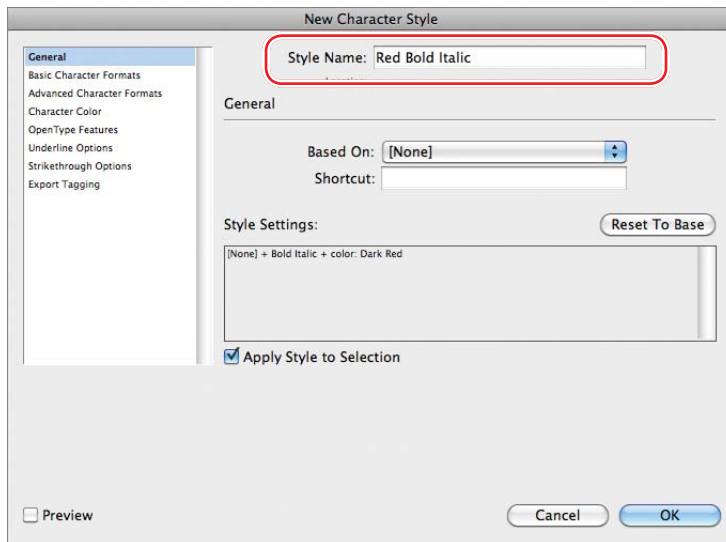 New Character Style
General
Basic Character Formats
Advanced Character Formats
Character Color
OpenType Features
Underline Options
Strikethrough Options
Export Tagging
Style Name: Red Bold Italic
General
Based On: [None]
Shortcut:
Style Settings:
Reset To Base
[None] + Bold Italic + color: Dark Red
Apply Style to Selection
Preview
Cancel
OK